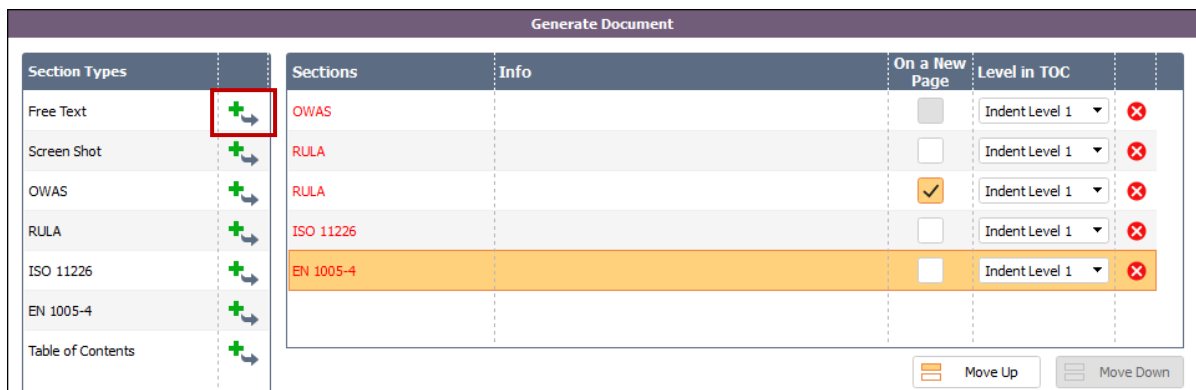 Generate Document
Section Types
Sections Info On a New Page Level in TOC
Free Text
OWAS Indent Level 1
Screen Shot
RULA Indent Level 1
OWAS
RULA Indent Level 1
RULA
ISO 11226 Indent Level 1
ISO 11226
EN 1005-4 Indent Level 1
EN 1005-4
Table of Contents
Move Up Move Down